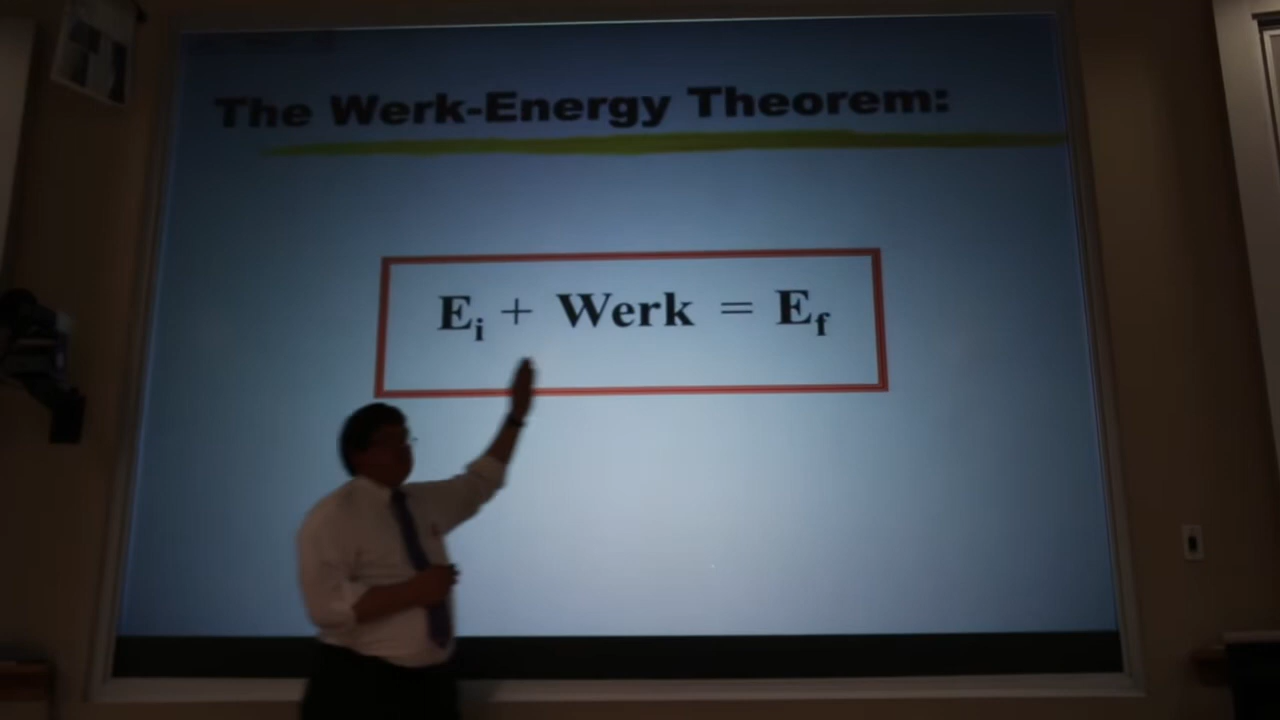 The Werk-Energy Theorem:
Eᵢ + Werk = E_f